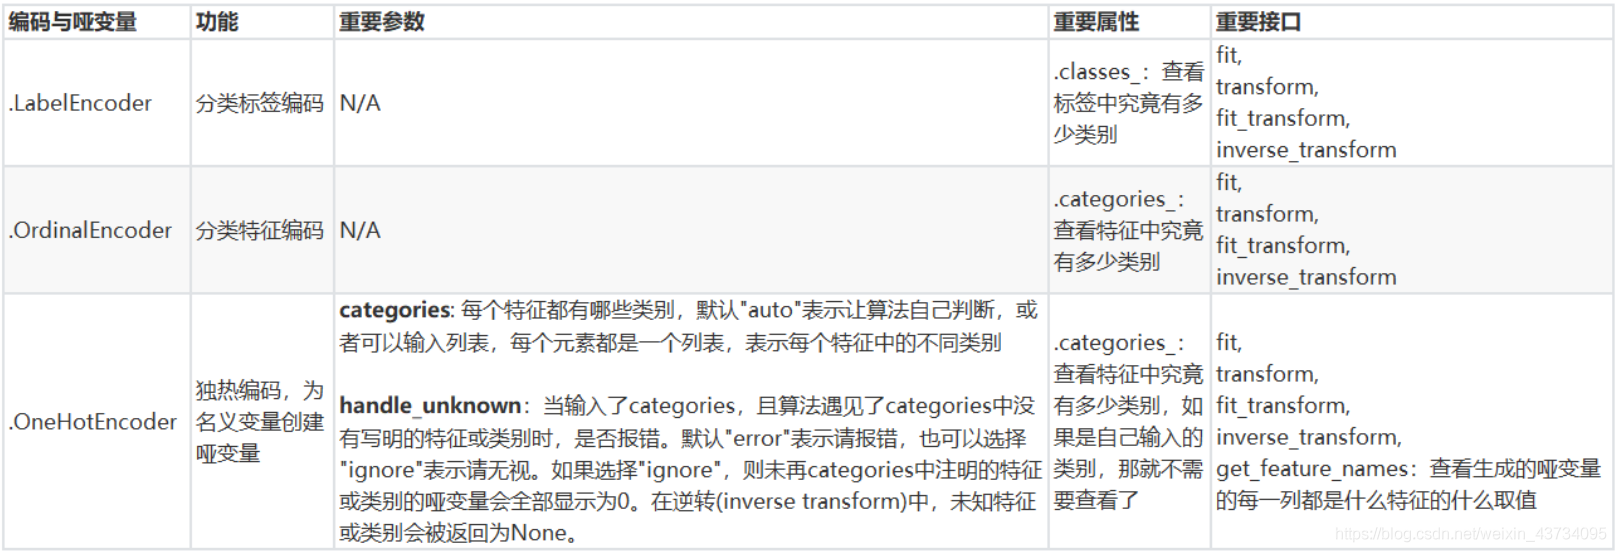 编码与哑变量 功能 重要参数 重要属性 重要接口
.LabelEncoder 分类标签编码 N/A
.classes_：查看
标签中究竟有多
少类别
fit,
transform,
fit_transform,
inverse_transform
.OrdinalEncoder 分类特征编码 N/A
.categories_：
查看特征中究竟
有多少类别
fit,
transform,
fit_transform,
inverse_transform
.OneHotEncoder
独热编码，为
名义变量创建
哑变量
categories: 每个特征都有哪些类别，默认"auto"表示让算法自己判断，或
者可以输入列表，每个元素都是一个列表，表示每个特征中的不同类别
handle_unknown：当输入了categories，且算法遇见了categories中没
有写明的特征或类别时，是否报错。默认"error"表示请报错，也可以选择
"ignore"表示请无视。如果选择"ignore"，则未再categories中注明的特征
或类别的哑变量会全部显示为0。在逆转(inverse transform)中，未知特征
或类别会被返回为None。
.categories_：
查看特征中究竟
有多少类别，如
果是自己输入的
类别，那就不需
要查看了
fit,
transform,
fit_transform,
inverse_transform,
get_feature_names：查看生成的哑变量
的每一列都是什么特征的什么取值
https://blog.csdn.net/weixin_43734095